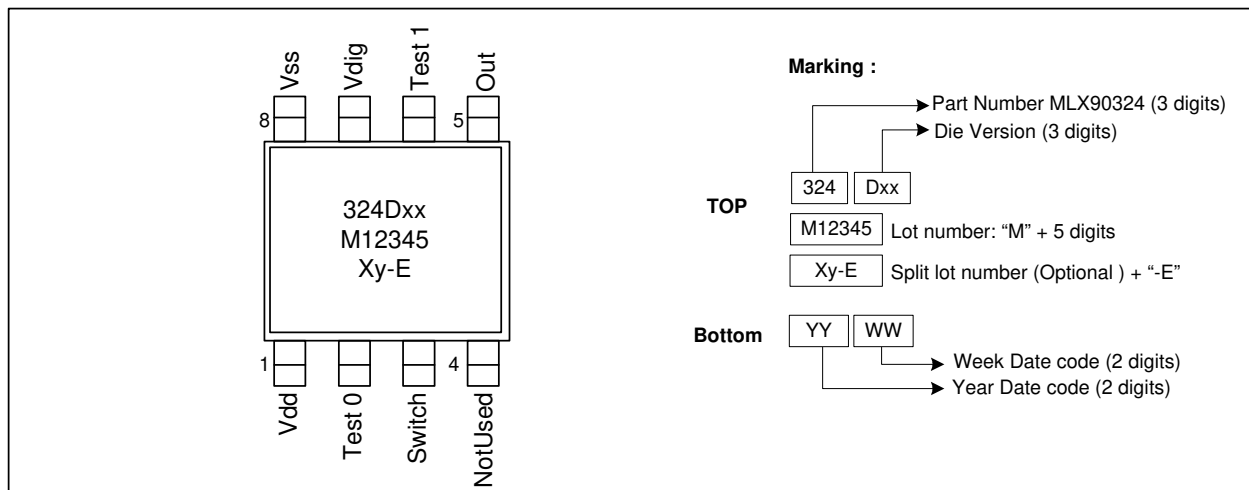 Vss
Vdig
Test 1
Out
8
5
324Dxx
M12345
Xy-E
1
4
Vdd
Test 0
Switch
NotUsed
Marking :
Part Number MLX90324 (3 digits)
Die Version (3 digits)
TOP
324 Dxx
M12345 Lot number: “M” + 5 digits
Xy-E Split lot number (Optional ) + “-E”
Bottom
YY WW
Week Date code (2 digits)
Year Date code (2 digits)